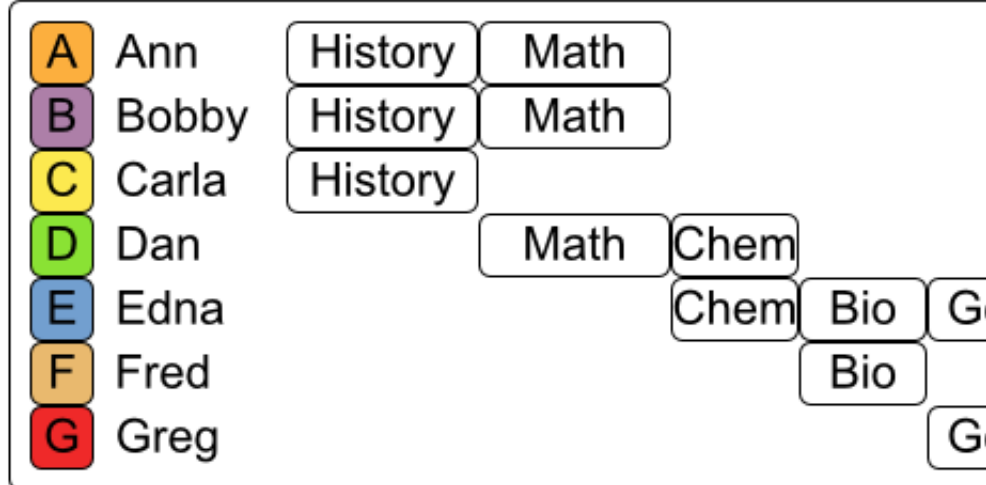 A Ann History Math
B Bobby History Math
C Carla History
D Dan Math Chem
E Edna Chem Bio
F Fred Bio
G Greg